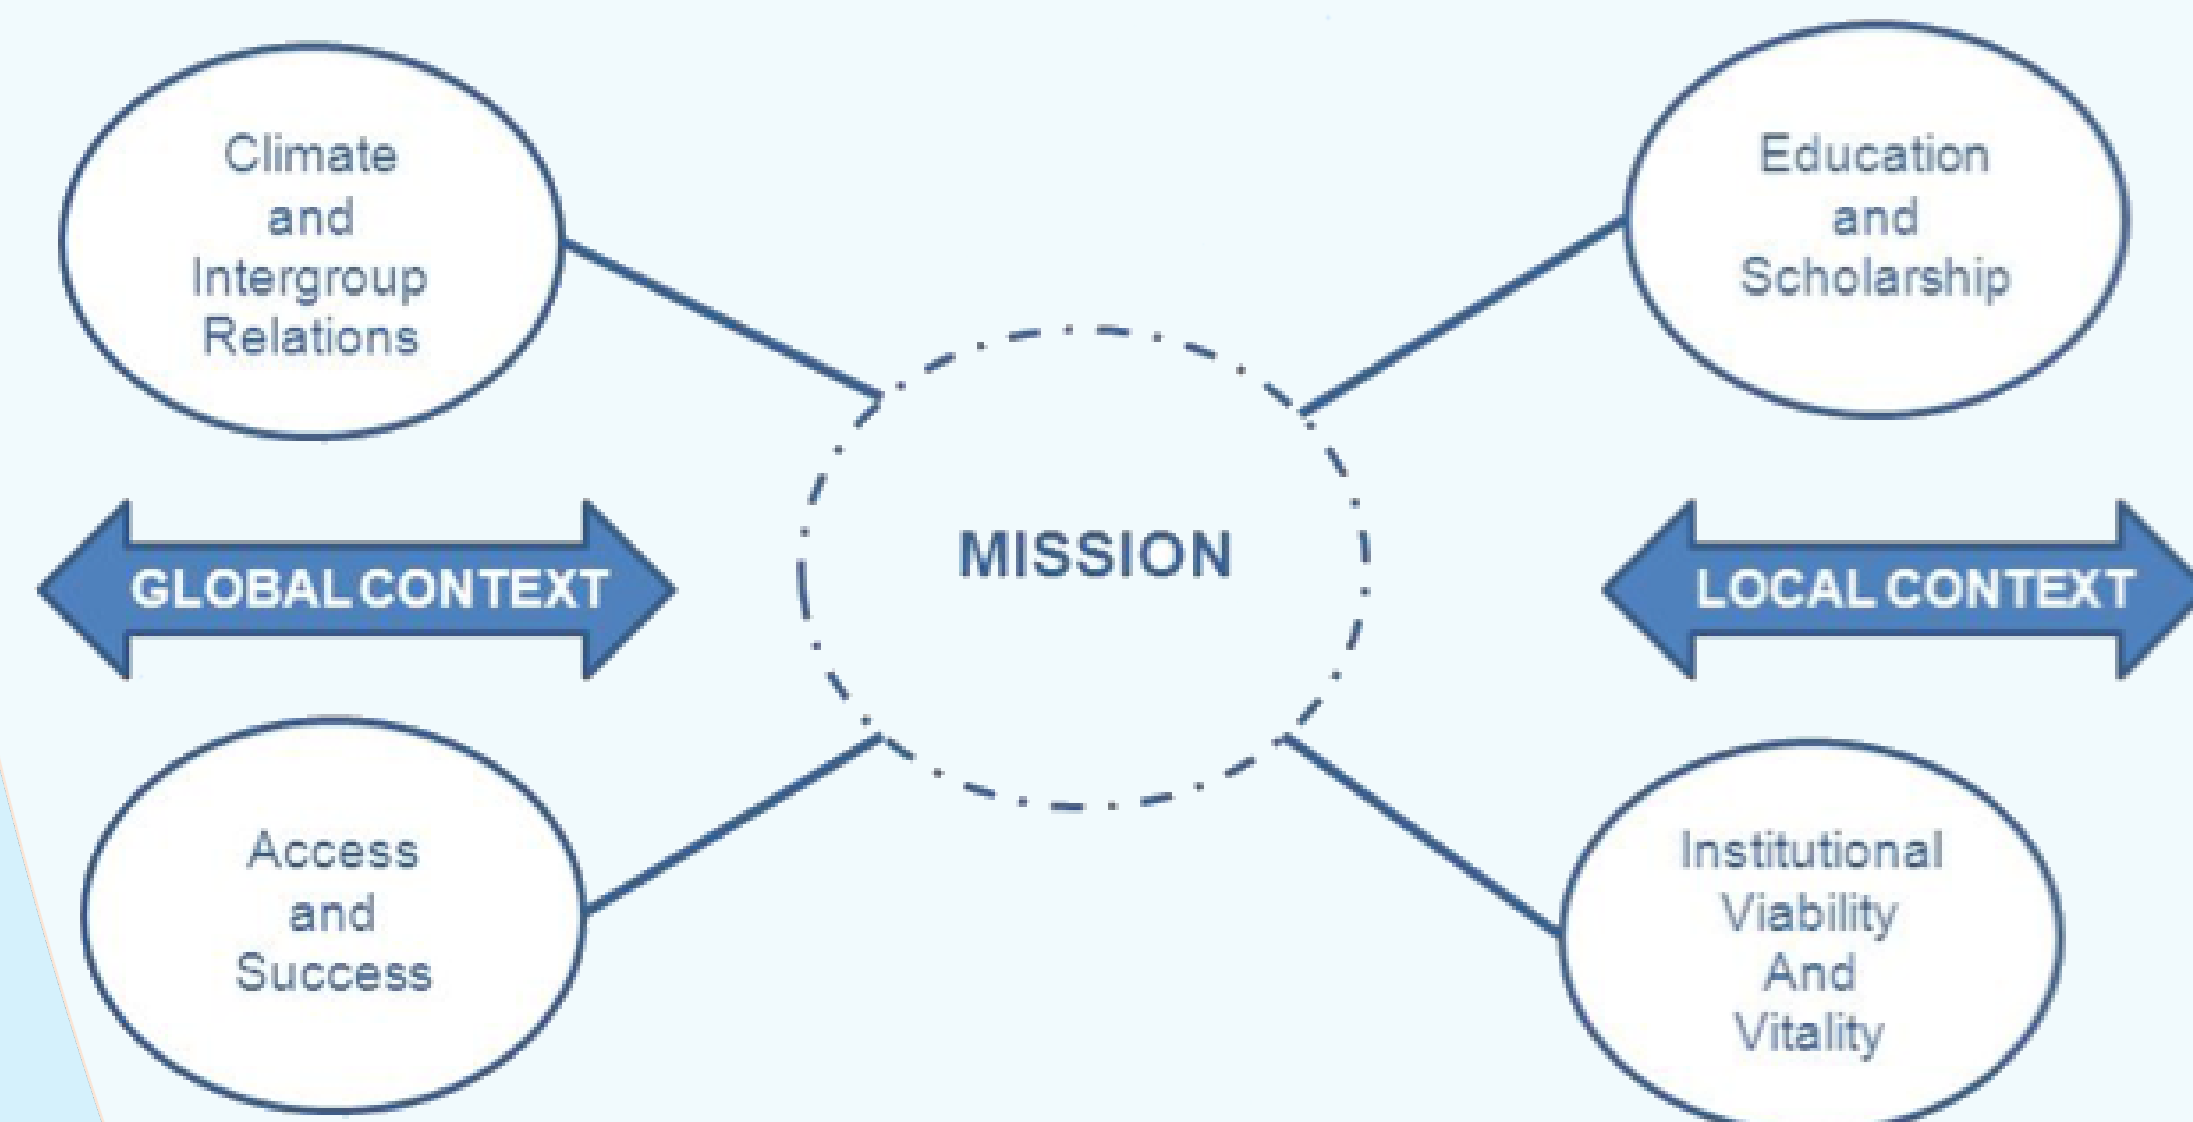 Climate
and
Intergroup
Relations
Education
and
Scholarship
MISSION
GLOBAL CONTEXT
LOCAL CONTEXT
Access
and
Success
Institutional
Viability
And
Vitality